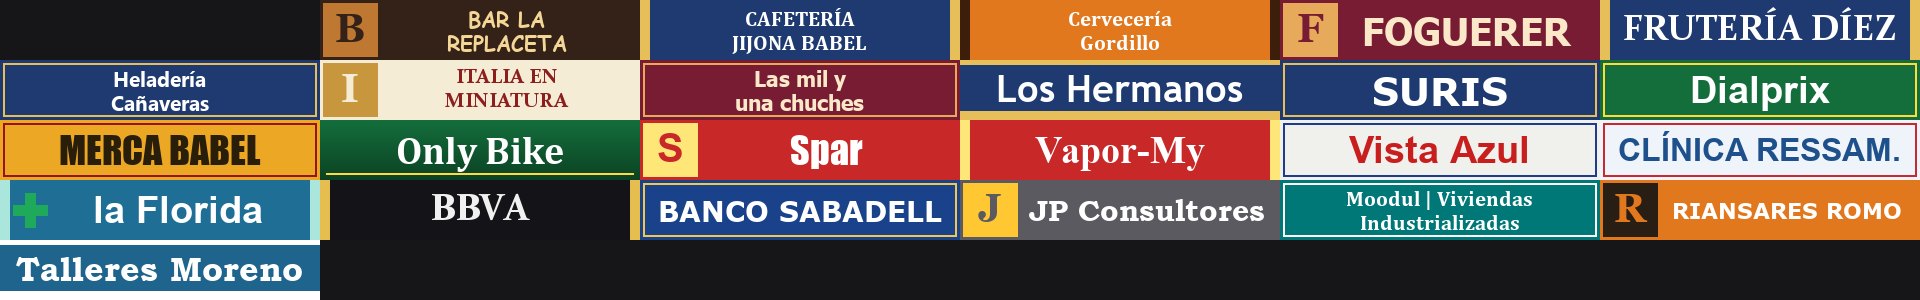 B
BAR LA
REPLACETA
CAFETERÍA
JIJONA BABEL
Cervecería
Gordillo
F
FOGUERER
FRUTERÍA DÍEZ
Heladería
Cañaveras
I
ITALIA EN
MINIATURA
Las mil y
una chuches
Los Hermanos
SURIS
Dialprix
MERCA BABEL
Only Bike
S
Spar
Vapor-My
Vista Azul
CLÍNICA RESSAM.
la Florida
BBVA
BANCO SABADELL
J
JP Consultores
Moodul | Viviendas
Industrializadas
R
RIANSARES ROMO
Talleres Moreno